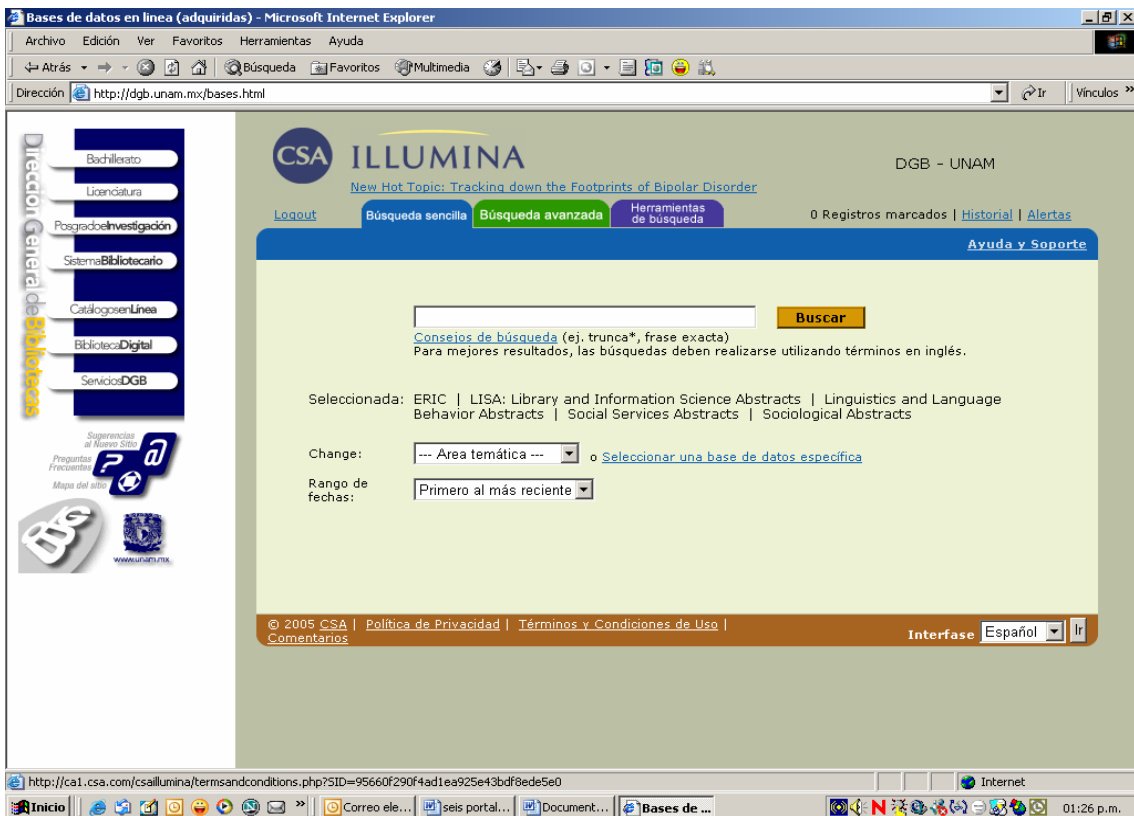 Bases de datos en linea (adquiridas) - Microsoft Internet Explorer
Archivo Edición Ver Favoritos Herramientas Ayuda
Atrás Búsqueda Favoritos Multimedia
Dirección http://dgb.unam.mx/bases.html Ir Vínculos »
Dirección General de Bibliotecas
Bachillerato
Licenciatura
PosgradoeInvestigación
SistemaBibliotecario
CatálogosenLínea
BibliotecaDigital
ServiciosDGB
Sugerencias
al Nuevo Sitio
Preguntas
Frecuentes
Mapa del sitio
www.unam.mx
CSA ILLUMINA
DGB - UNAM
New Hot Topic: Tracking down the Footprints of Bipolar Disorder
Logout Búsqueda sencilla Búsqueda avanzada Herramientas
de búsqueda
0 Registros marcados | Historial | Alertas
Ayuda y Soporte
Buscar
Consejos de búsqueda (ej. trunca*, frase exacta)
Para mejores resultados, las búsquedas deben realizarse utilizando términos en inglés.
Seleccionada: ERIC | LISA: Library and Information Science Abstracts | Linguistics and Language
Behavior Abstracts | Social Services Abstracts | Sociological Abstracts
Change: --- Area temática --- o Seleccionar una base de datos específica
Rango de
fechas: Primero al más reciente
© 2005 CSA | Política de Privacidad | Términos y Condiciones de Uso |
Comentarios
Interfase Español Ir
http://ca1.csa.com/csaillumina/termsandconditions.php?SID=95660f290f4ad1ea925e43bdf8ede5e0 Internet
Inicio » Correo ele... seis portal... Document... Bases de ... 01:26 p.m.